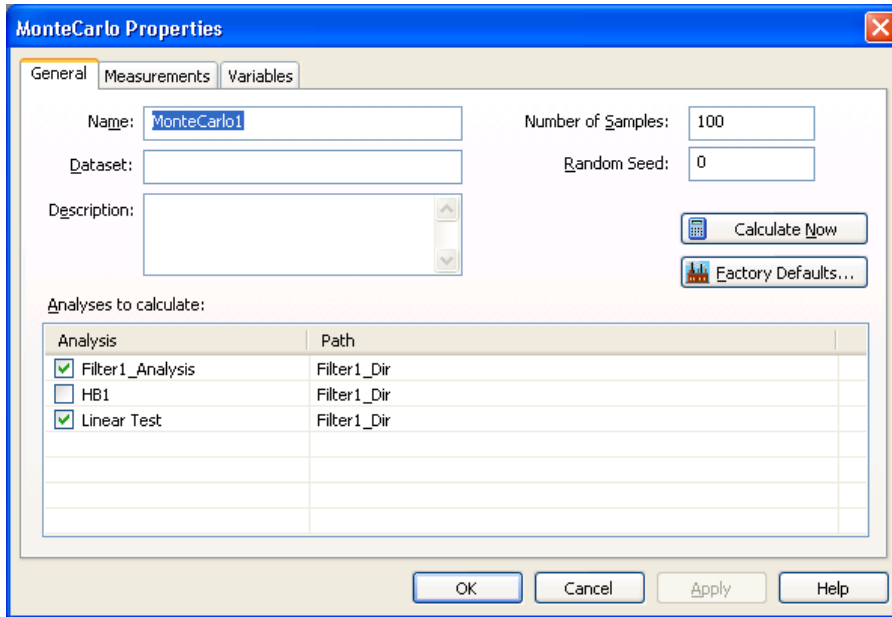 MonteCarlo Properties
General Measurements Variables
Name: MonteCarlo1 Number of Samples: 100
Dataset: Random Seed: 0
Description:
Calculate Now
Factory Defaults...
Analyses to calculate:
Analysis Path
Filter1_Analysis Filter1_Dir
HB1 Filter1_Dir
Linear Test Filter1_Dir
OK Cancel Apply Help